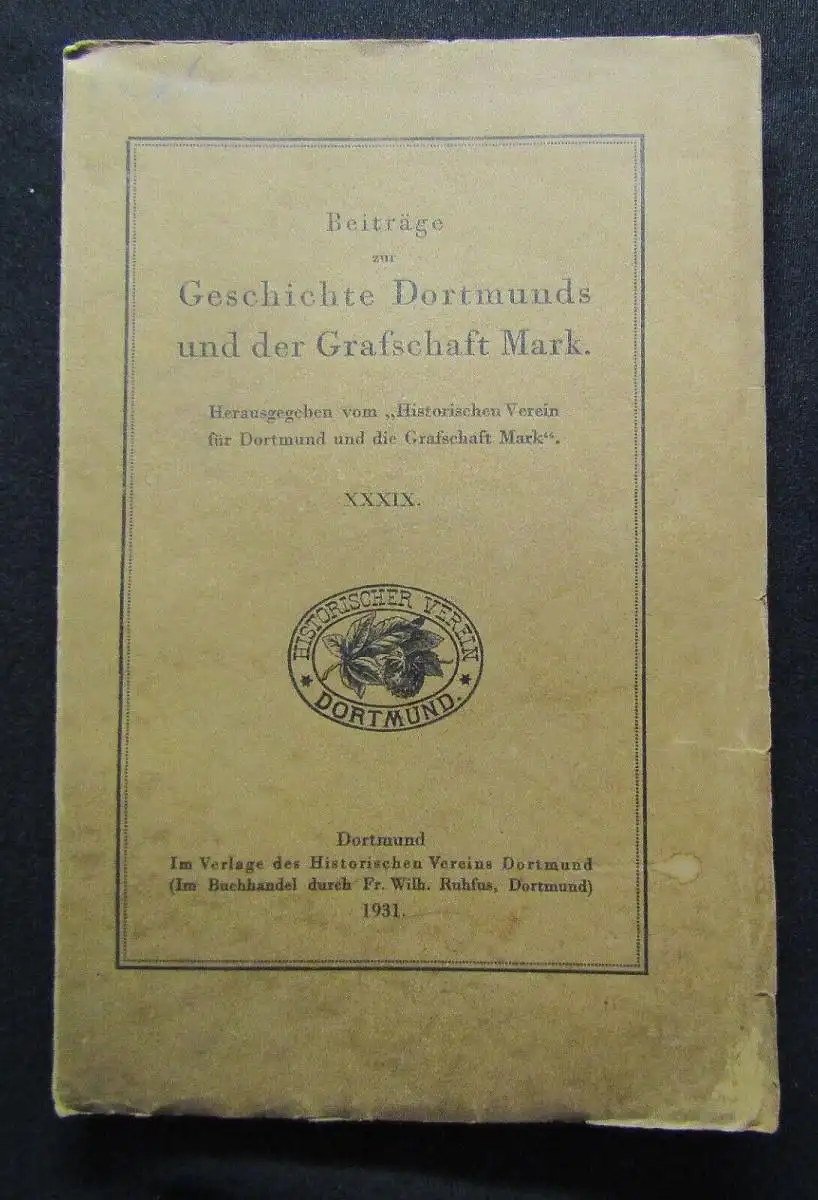 Beiträge
zur
Geschichte Dortmunds
und der Grafschaft Mark.
Herausgegeben vom „Historischen Verein
für Dortmund und die Grafschaft Mark“.
XXXIX.
HISTORISCHER VEREIN
* DORTMUND. *
Dortmund
Im Verlage des Historischen Vereins Dortmund
(Im Buchhandel durch Fr. Wilh. Ruhfus, Dortmund)
1931.